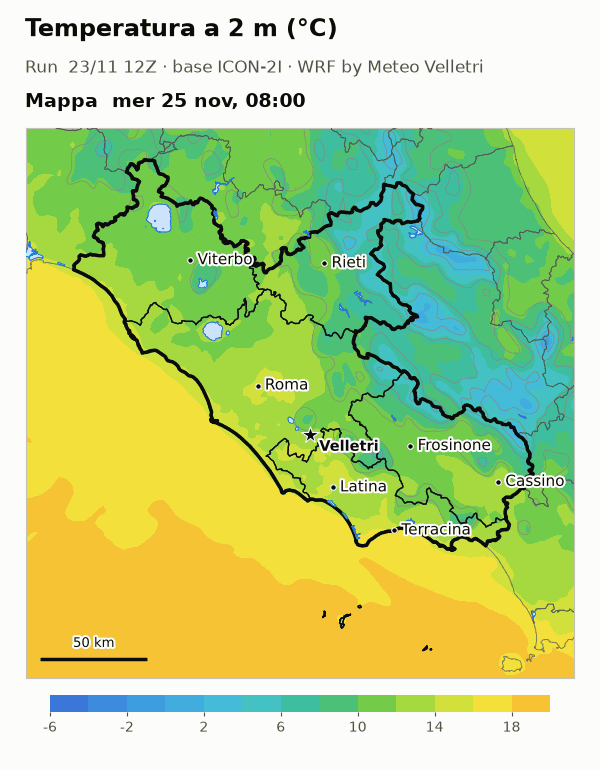 Temperatura a 2 m (°C)
Run  23/11 12Z · base ICON-2I · WRF by Meteo Velletri
Mappa  mer 25 nov, 08:00
Viterbo
Rieti
Roma
Velletri
Frosinone
Cassino
Latina
Terracina
50 km
-6 -2 2 6 10 14 18